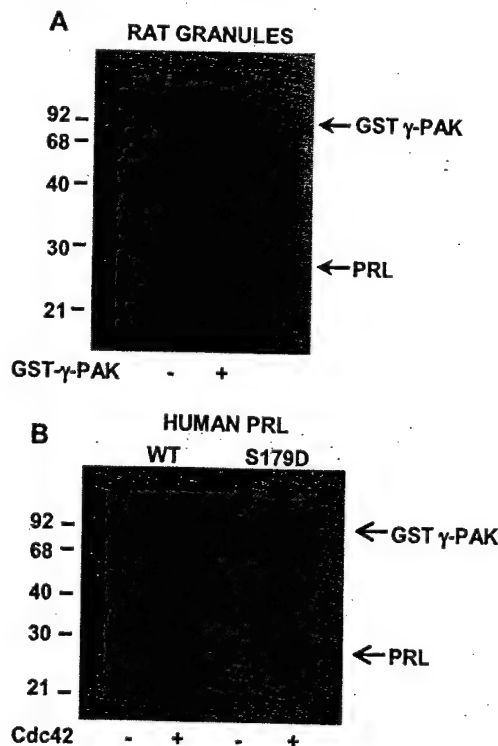 A
RAT GRANULES
92
68
40
30
21
GST γ-PAK
PRL
GST-γ-PAK - +
B
HUMAN PRL
WT S179D
92
68
40
30
21
GST γ-PAK
PRL
Cdc42 - + - +